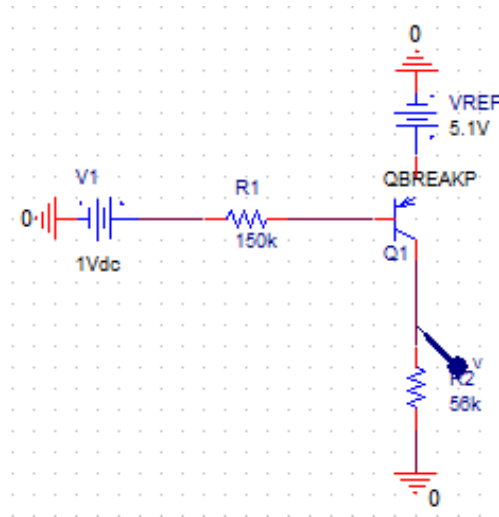 0
VREF
5.1V
QBREAKP
V1
R1
0
150k
Q1
1Vdc
V
R2
56k
0